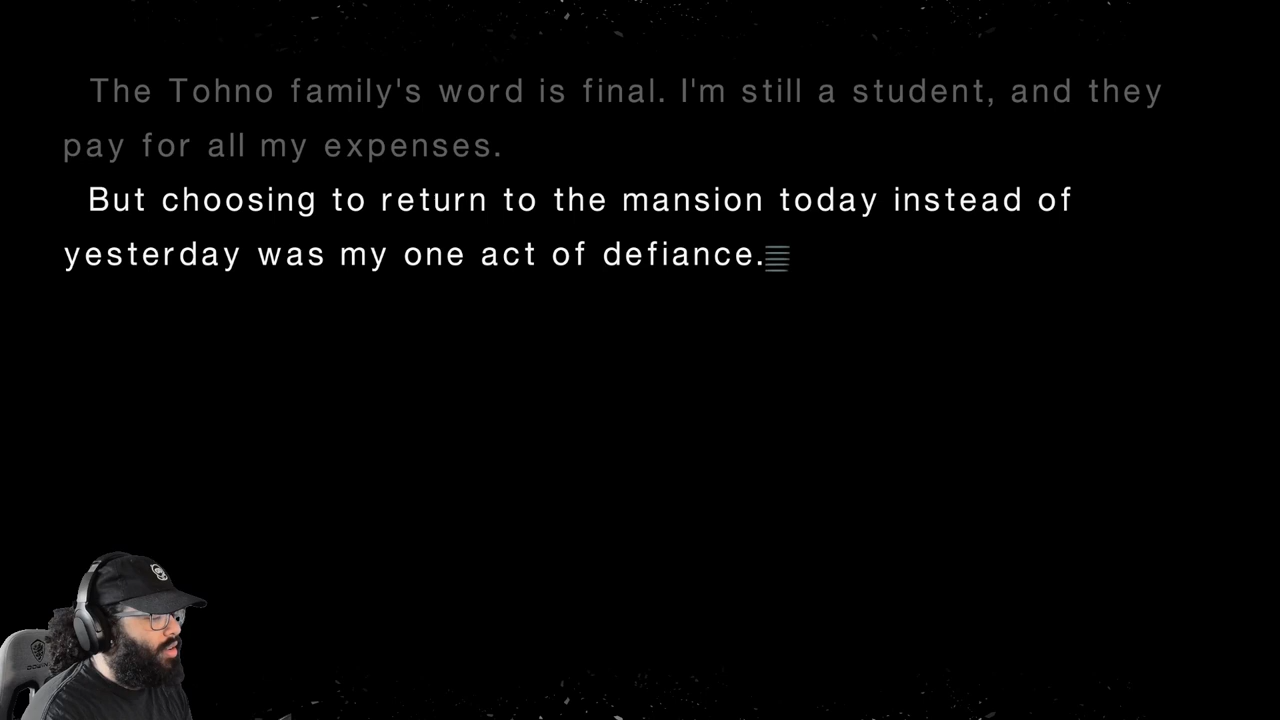 The Tohno family's word is final. I'm still a student, and they
pay for all my expenses.
But choosing to return to the mansion today instead of
yesterday was my one act of defiance.